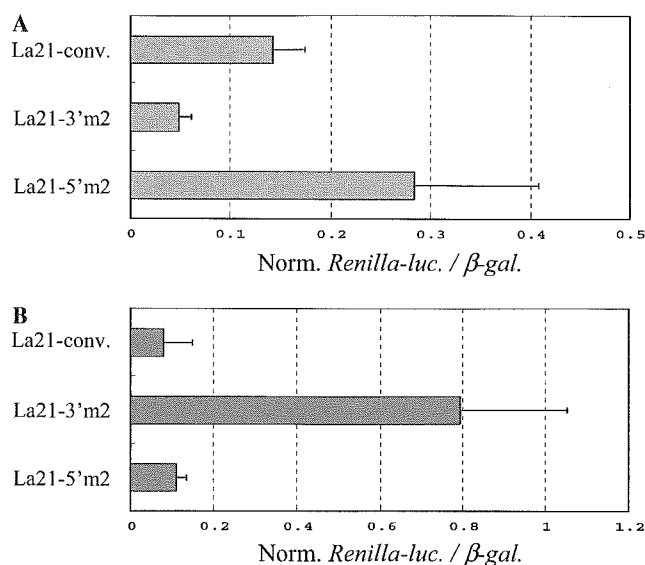 A
La21-conv.
La21-3'm2
La21-5'm2
0 0.1 0.2 0.3 0.4 0.5
Norm. Renilla-luc. / β-gal.
B
La21-conv.
La21-3'm2
La21-5'm2
0 0.2 0.4 0.6 0.8 1 1.2
Norm. Renilla-luc. / β-gal.